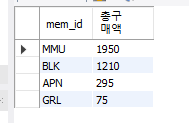 mem_id 총구
매액
MMU 1950
BLK 1210
APN 295
GRL 75